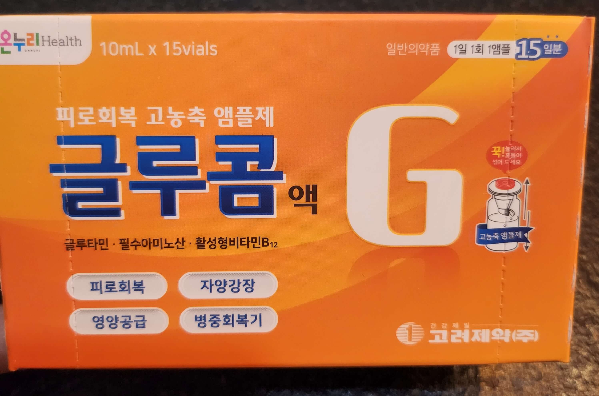 온누리Health
10mL x 15vials
일반의약품 1일 1회 1앰플 15일분
피로회복 고농축 앰플제
글루콤액 G
글루타민 · 필수아미노산 · 활성형비타민B12
꼭!
고농축 앰플제
피로회복 자양강장
영양공급 병중회복기
고려제약(주)